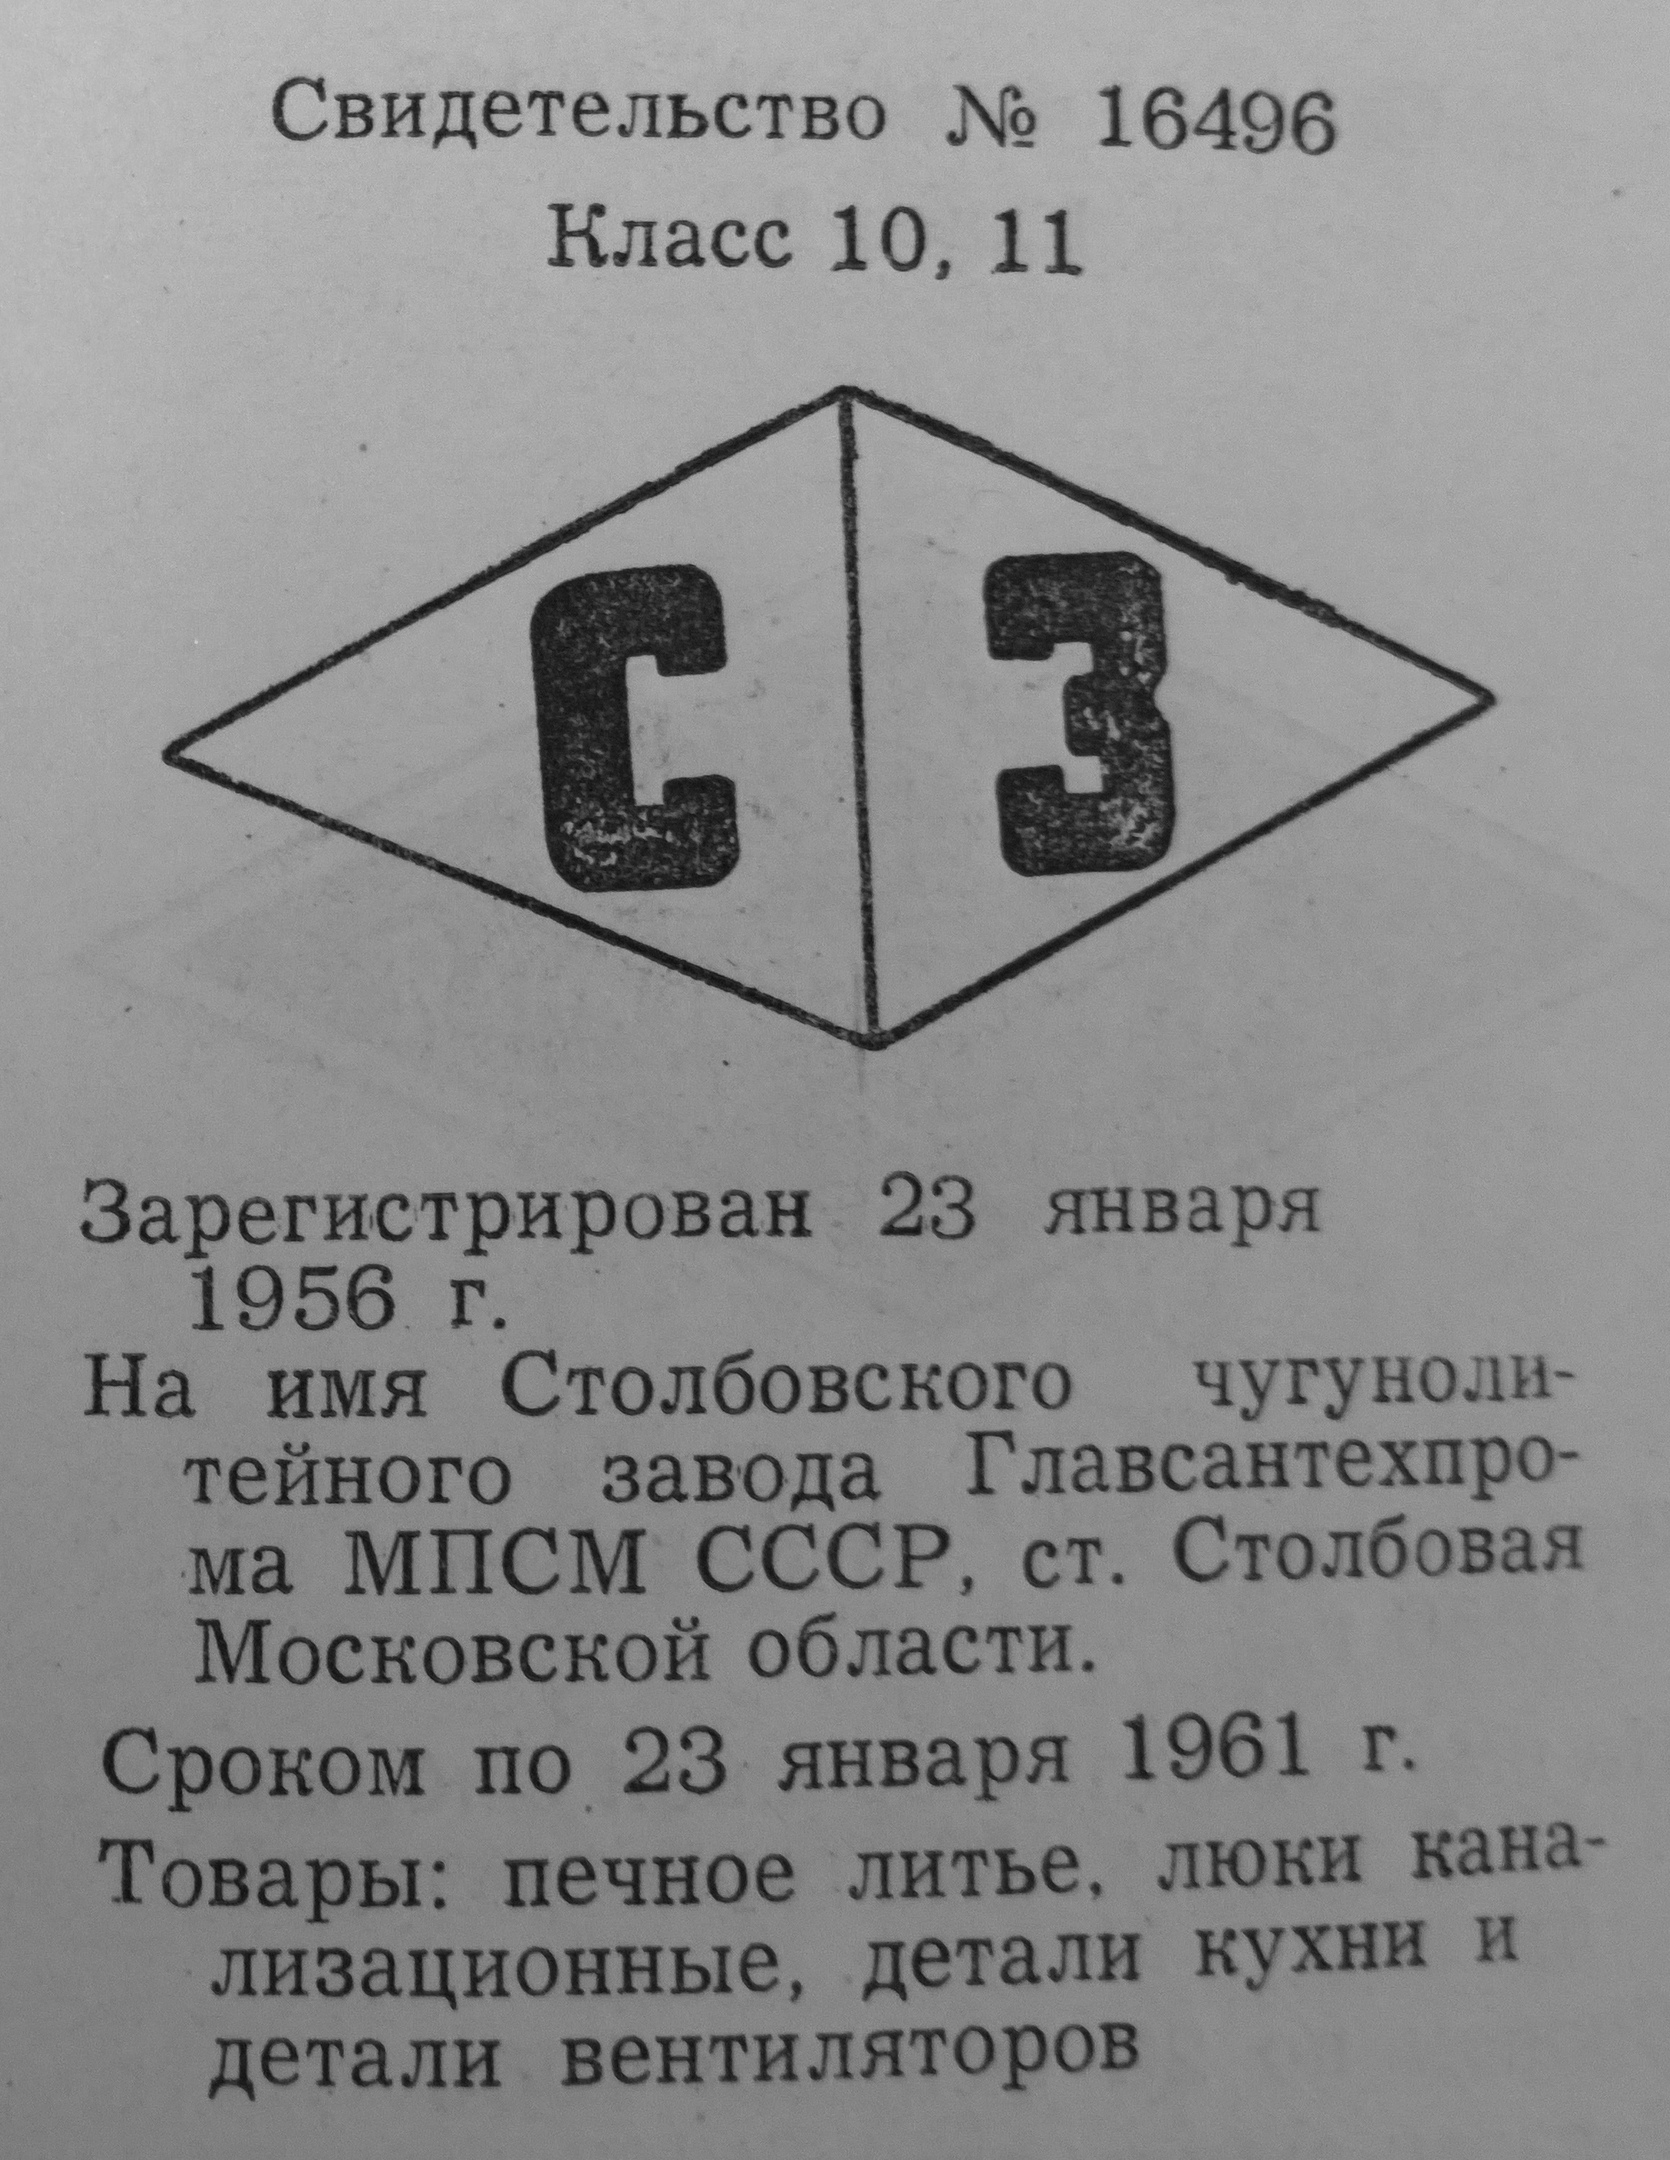 Свидетельство № 16496
Класс 10, 11
С З
Зарегистрирован 23 января
1956 г.
На имя Столбовского чугуноли-
тейного завода Главсантехпро-
ма МПСМ СССР, ст. Столбовая
Московской области.
Сроком по 23 января 1961 г.
Товары: печное литье, люки кана-
лизационные, детали кухни и
детали вентиляторов